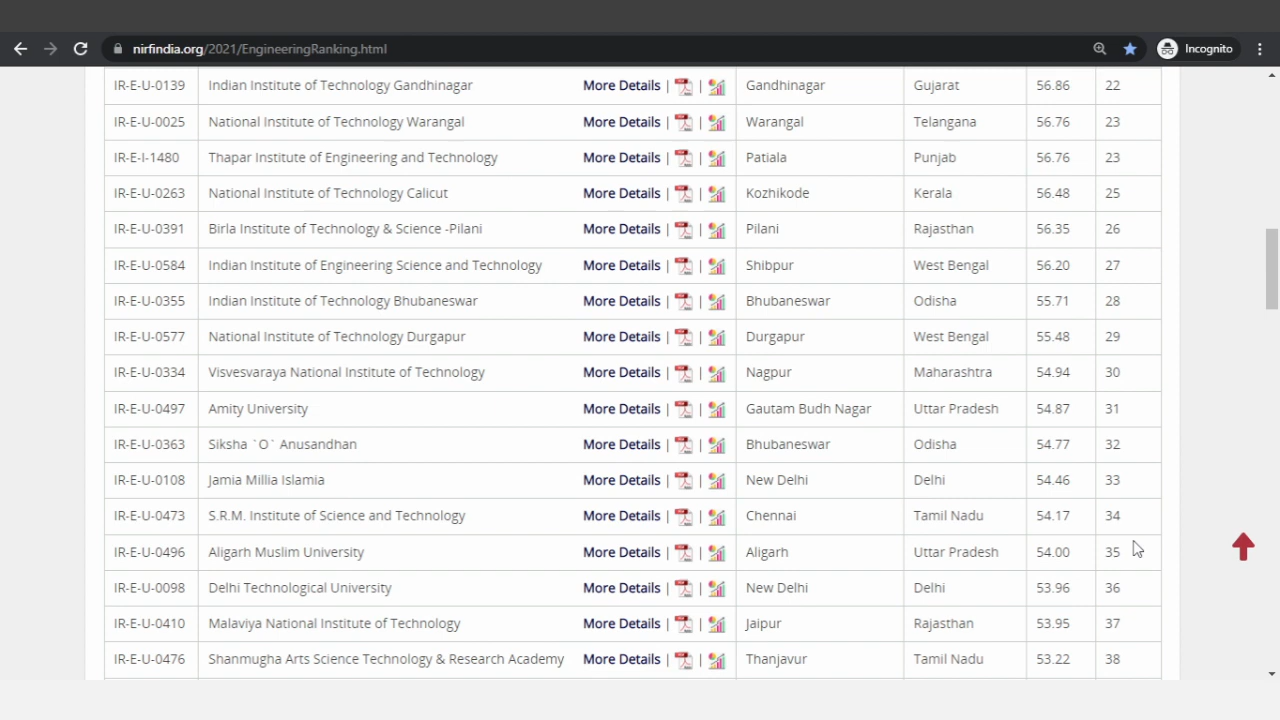 nirfindia.org/2021/EngineeringRanking.html Incognito
IR-E-U-0139 Indian Institute of Technology Gandhinagar More Details | | Gandhinagar Gujarat 56.86 22
IR-E-U-0025 National Institute of Technology Warangal More Details | | Warangal Telangana 56.76 23
IR-E-I-1480 Thapar Institute of Engineering and Technology More Details | | Patiala Punjab 56.76 23
IR-E-U-0263 National Institute of Technology Calicut More Details | | Kozhikode Kerala 56.48 25
IR-E-U-0391 Birla Institute of Technology & Science -Pilani More Details | | Pilani Rajasthan 56.35 26
IR-E-U-0584 Indian Institute of Engineering Science and Technology More Details | | Shibpur West Bengal 56.20 27
IR-E-U-0355 Indian Institute of Technology Bhubaneswar More Details | | Bhubaneswar Odisha 55.71 28
IR-E-U-0577 National Institute of Technology Durgapur More Details | | Durgapur West Bengal 55.48 29
IR-E-U-0334 Visvesvaraya National Institute of Technology More Details | | Nagpur Maharashtra 54.94 30
IR-E-U-0497 Amity University More Details | | Gautam Budh Nagar Uttar Pradesh 54.87 31
IR-E-U-0363 Siksha `O` Anusandhan More Details | | Bhubaneswar Odisha 54.77 32
IR-E-U-0108 Jamia Millia Islamia More Details | | New Delhi Delhi 54.46 33
IR-E-U-0473 S.R.M. Institute of Science and Technology More Details | | Chennai Tamil Nadu 54.17 34
IR-E-U-0496 Aligarh Muslim University More Details | | Aligarh Uttar Pradesh 54.00 35
IR-E-U-0098 Delhi Technological University More Details | | New Delhi Delhi 53.96 36
IR-E-U-0410 Malaviya National Institute of Technology More Details | | Jaipur Rajasthan 53.95 37
IR-E-U-0476 Shanmugha Arts Science Technology & Research Academy More Details | | Thanjavur Tamil Nadu 53.22 38